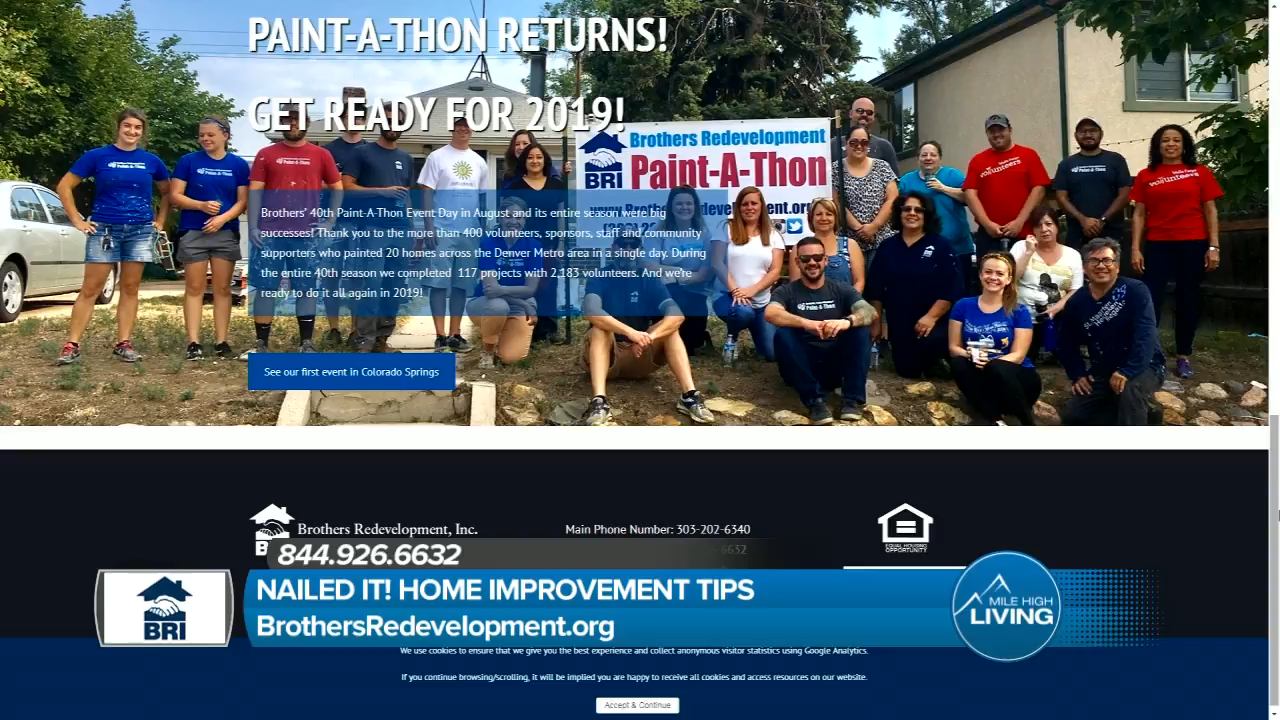 PAINT-A-THON RETURNS!
GET READY FOR 2019!
Brothers Redevelopment
Paint-A-Thon
BRI
Brothers' 40th Paint-A-Thon Event Day in August and its entire season were big
successes! Thank you to the more than 400 volunteers, sponsors, staff and community
supporters who painted 20 homes across the Denver Metro area in a single day. During
the entire 40th season we completed 117 projects with 2,183 volunteers. And we're
ready to do it all again in 2019!
See our first event in Colorado Springs
Brothers Redevelopment, Inc.
Main Phone Number: 303-202-6340
EQUAL HOUSING
OPPORTUNITY
844.926.6632
NAILED IT! HOME IMPROVEMENT TIPS
BrothersRedevelopment.org
BRI
MILE HIGH
LIVING
We use cookies to ensure that we give you the best experience and collect anonymous visitor statistics using Google Analytics.
If you continue browsing/scrolling, it will be implied you are happy to receive all cookies and access resources on our website.
Accept & Continue